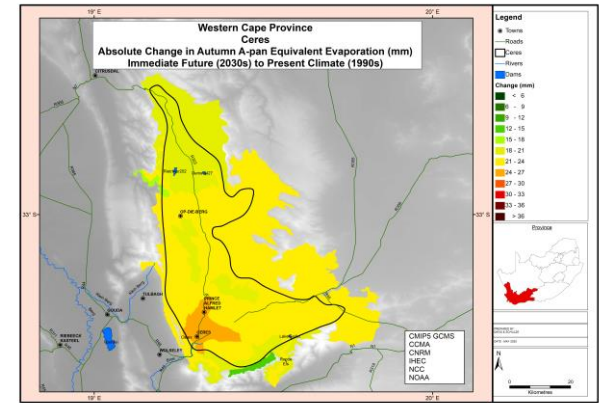 19° E
20° E
Western Cape Province
Ceres
Absolute Change in Autumn A-pan Equivalent Evaporation (mm)
Immediate Future (2030s) to Present Climate (1990s)
CITRUSDAL
33° S
33° S
OP-DIE-BERG
TULBAGH
GOUDA
RIEBEECK
KASTEEL
WOLSELEY
PRINCE
ALFRED
HAMLET
CERES
CMIP5 GCMS
CCMA
CNRM
IHEC
NCC
NOAA
19° E
20° E
Legend
Towns
Roads
Ceres
Rivers
Dams
Change (mm)
< 6
6 - 9
9 - 12
12 - 15
15 - 18
18 - 21
21 - 24
24 - 27
27 - 30
30 - 33
33 - 36
> 36
Province
N
0 20
Kilometres